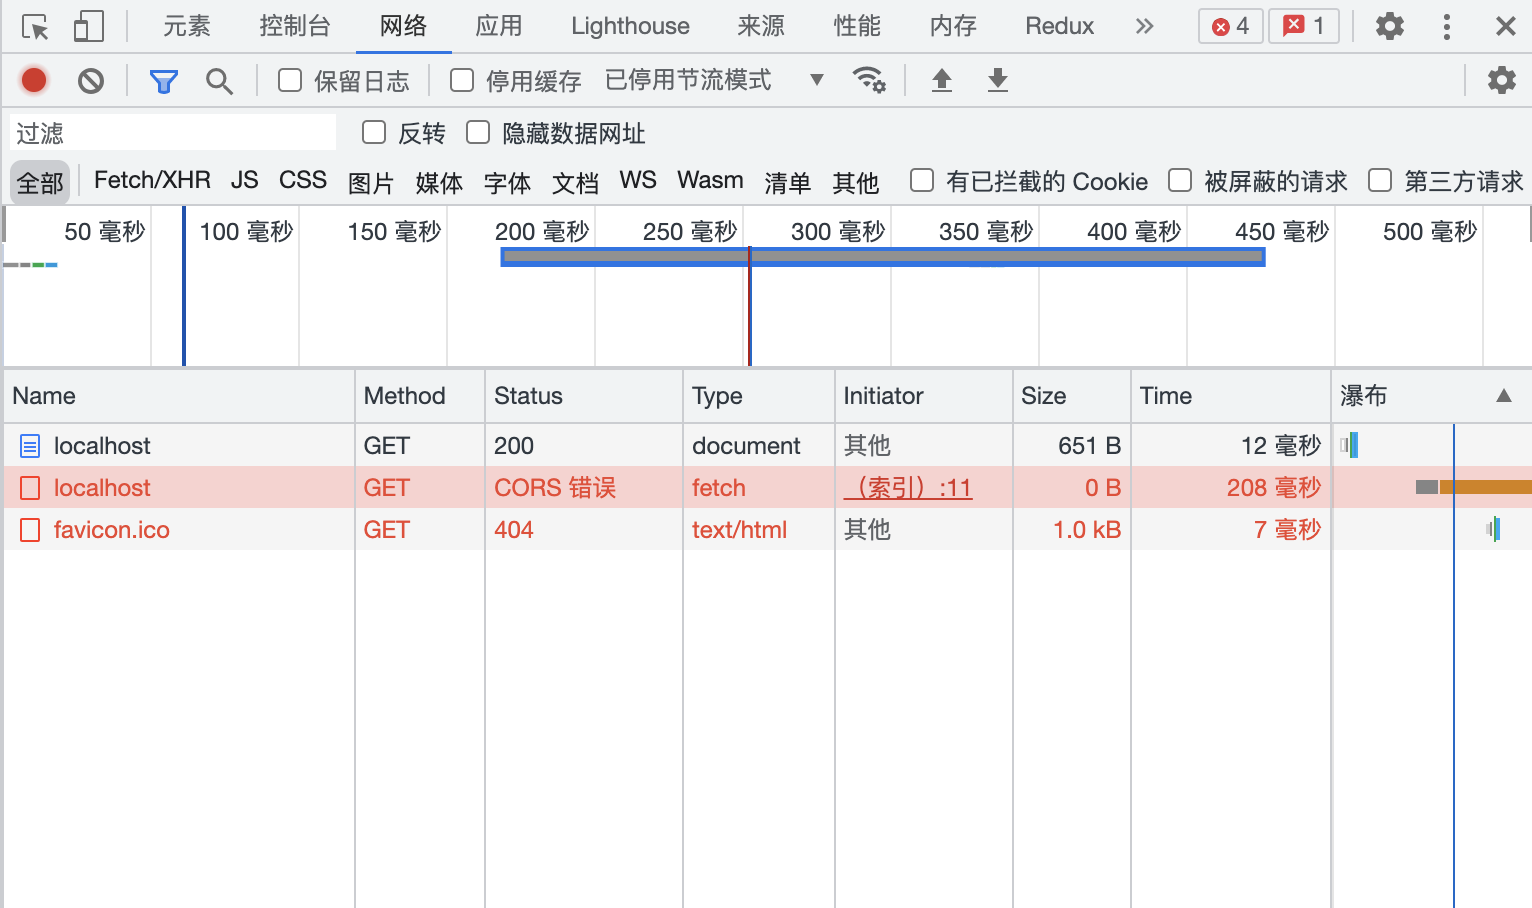 元素 控制台 网络 应用 Lighthouse 来源 性能 内存 Redux 4 1
保留日志 停用缓存 已停用节流模式
过滤 反转 隐藏数据网址
全部 Fetch/XHR JS CSS 图片 媒体 字体 文档 WS Wasm 清单 其他 有已拦截的 Cookie 被屏蔽的请求 第三方请求
50 毫秒 100 毫秒 150 毫秒 200 毫秒 250 毫秒 300 毫秒 350 毫秒 400 毫秒 450 毫秒 500 毫秒
Name Method Status Type Initiator Size Time 瀑布
localhost GET 200 document 其他 651 B 12 毫秒
localhost GET CORS 错误 fetch （索引）:11 0 B 208 毫秒
favicon.ico GET 404 text/html 其他 1.0 kB 7 毫秒